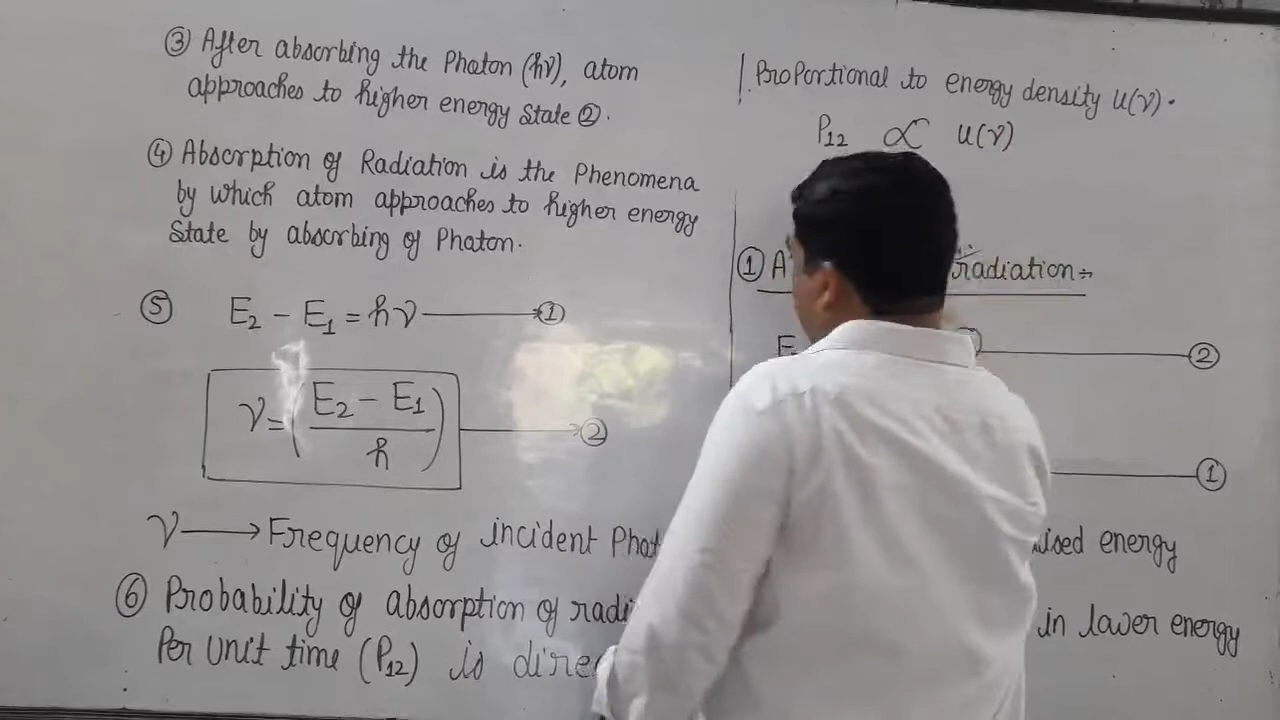 ③ After absorbing the Photon (hν), atom
approaches to higher energy State ②.
④ Absorption of Radiation is the Phenomena
by which atom approaches to higher energy
State by absorbing of Photon.
⑤ E₂ - E₁ = hν ⟶ ①
ν = (E₂ - E₁ / h) ⟶ ②
ν ⟶ Frequency of incident Phot
⑥ Probability of absorption of radi
Per unit time (P₁₂) is dire
Proportional to energy density u(ν).
P₁₂ ∝ u(ν)
① A radiation :-
E ②
①
energy
in lower energy